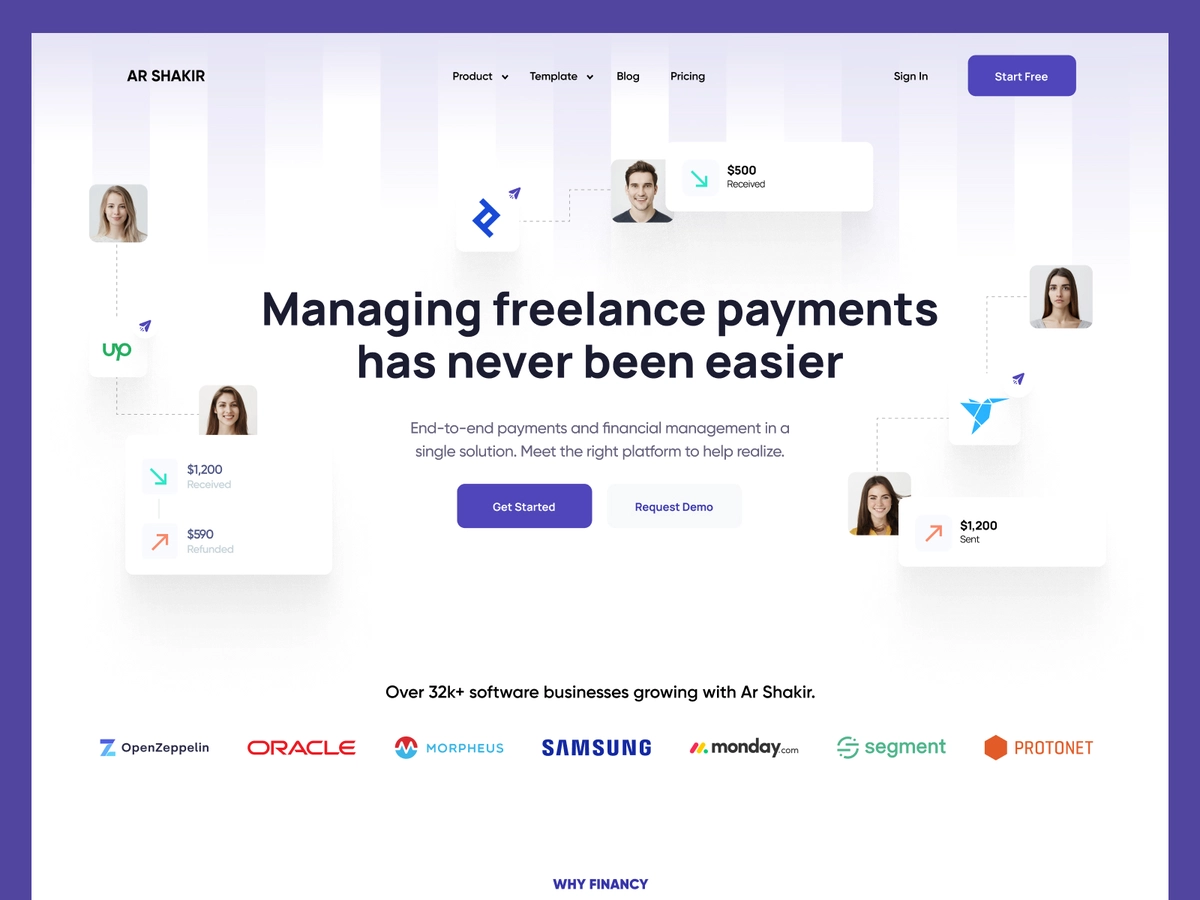 AR SHAKIR
Product
Template
Blog
Pricing
Sign In
Start Free
$500
Received
Managing freelance payments
has never been easier
up
End-to-end payments and financial management in a
single solution. Meet the right platform to help realize.
$1,200
Received
$590
Refunded
Get Started
Request Demo
$1,200
Sent
Over 32k+ software businesses growing with Ar Shakir.
OpenZeppelin
ORACLE
MORPHEUS
SAMSUNG
monday.com
segment
PROTONET
WHY FINANCY